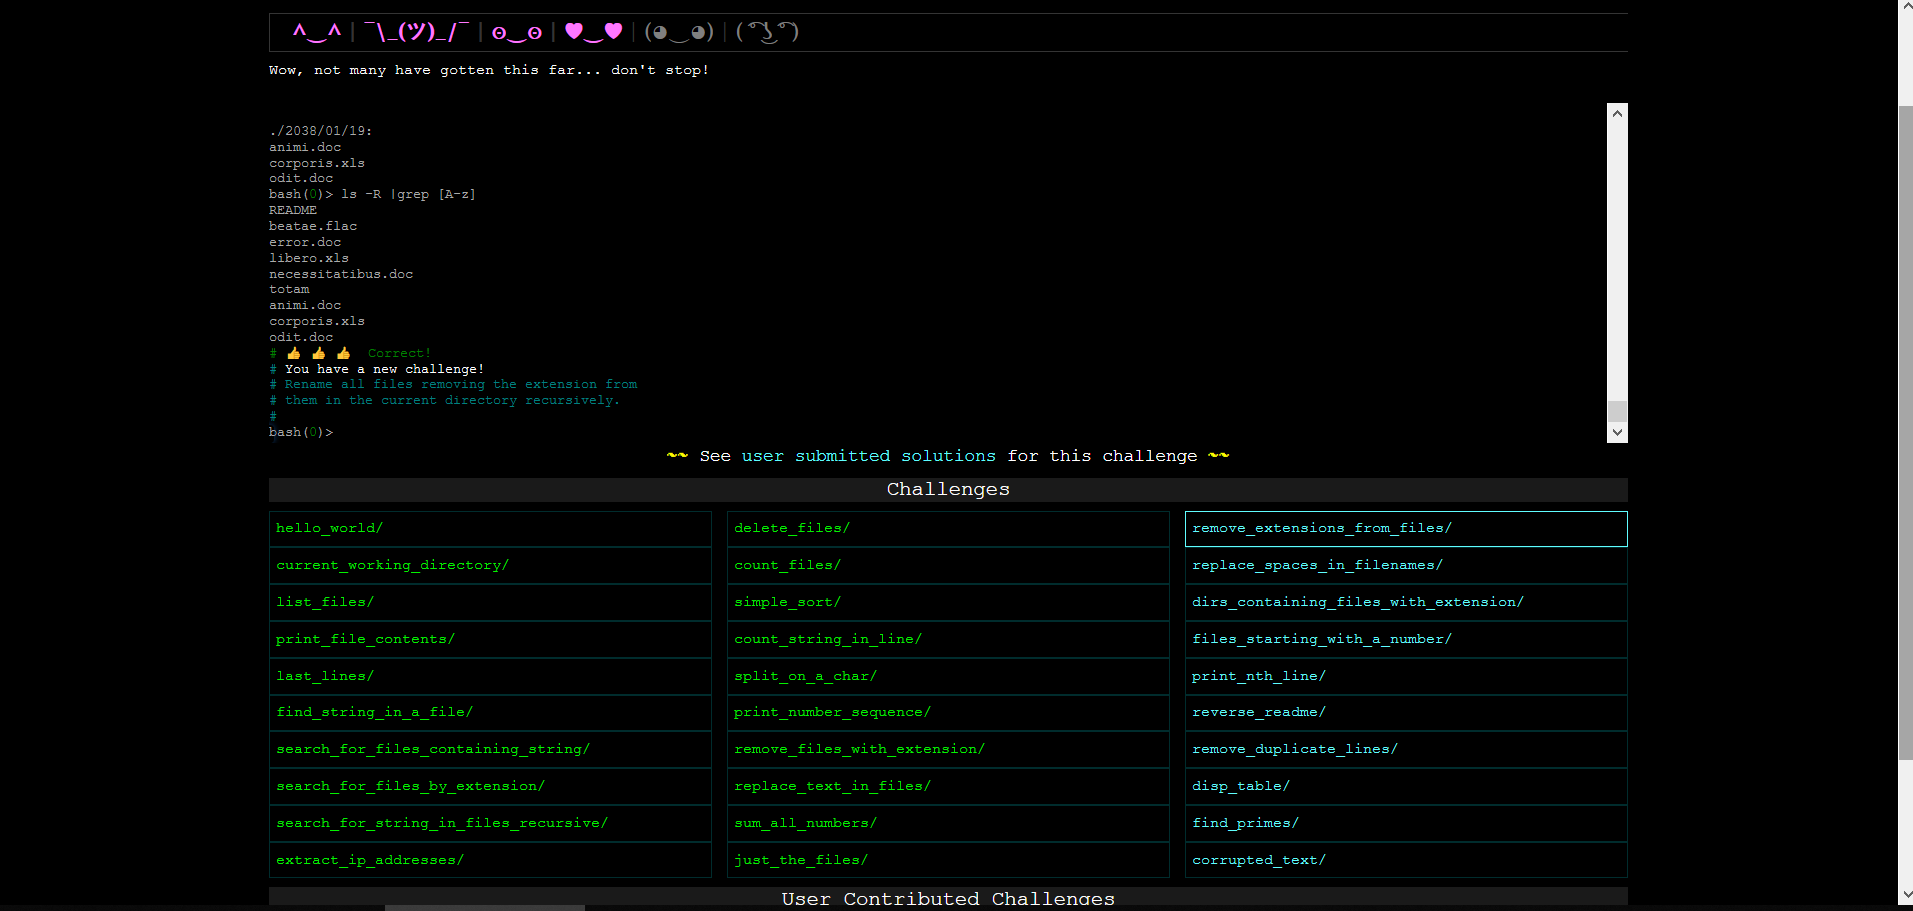 ^‿^ | ¯\_(ツ)_/¯ | ʘ‿ʘ | ♥‿♥ | (◕‿◕) | ( ͡° ͜ʖ ͡°)
Wow, not many have gotten this far... don't stop!
./2038/01/19:
animi.doc
corporis.xls
odit.doc
bash(0)> ls -R |grep [A-z]
README
beatae.flac
error.doc
libero.xls
necessitatibus.doc
totam
animi.doc
corporis.xls
odit.doc
# 👍 👍 👍 Correct!
# You have a new challenge!
# Rename all files removing the extension from
# them in the current directory recursively.
#
bash(0)>
~~ See user submitted solutions for this challenge ~~
Challenges
hello_world/
current_working_directory/
list_files/
print_file_contents/
last_lines/
find_string_in_a_file/
search_for_files_containing_string/
search_for_files_by_extension/
search_for_string_in_files_recursive/
extract_ip_addresses/
delete_files/
count_files/
simple_sort/
count_string_in_line/
split_on_a_char/
print_number_sequence/
remove_files_with_extension/
replace_text_in_files/
sum_all_numbers/
just_the_files/
remove_extensions_from_files/
replace_spaces_in_filenames/
dirs_containing_files_with_extension/
files_starting_with_a_number/
print_nth_line/
reverse_readme/
remove_duplicate_lines/
disp_table/
find_primes/
corrupted_text/
User Contributed Challenges